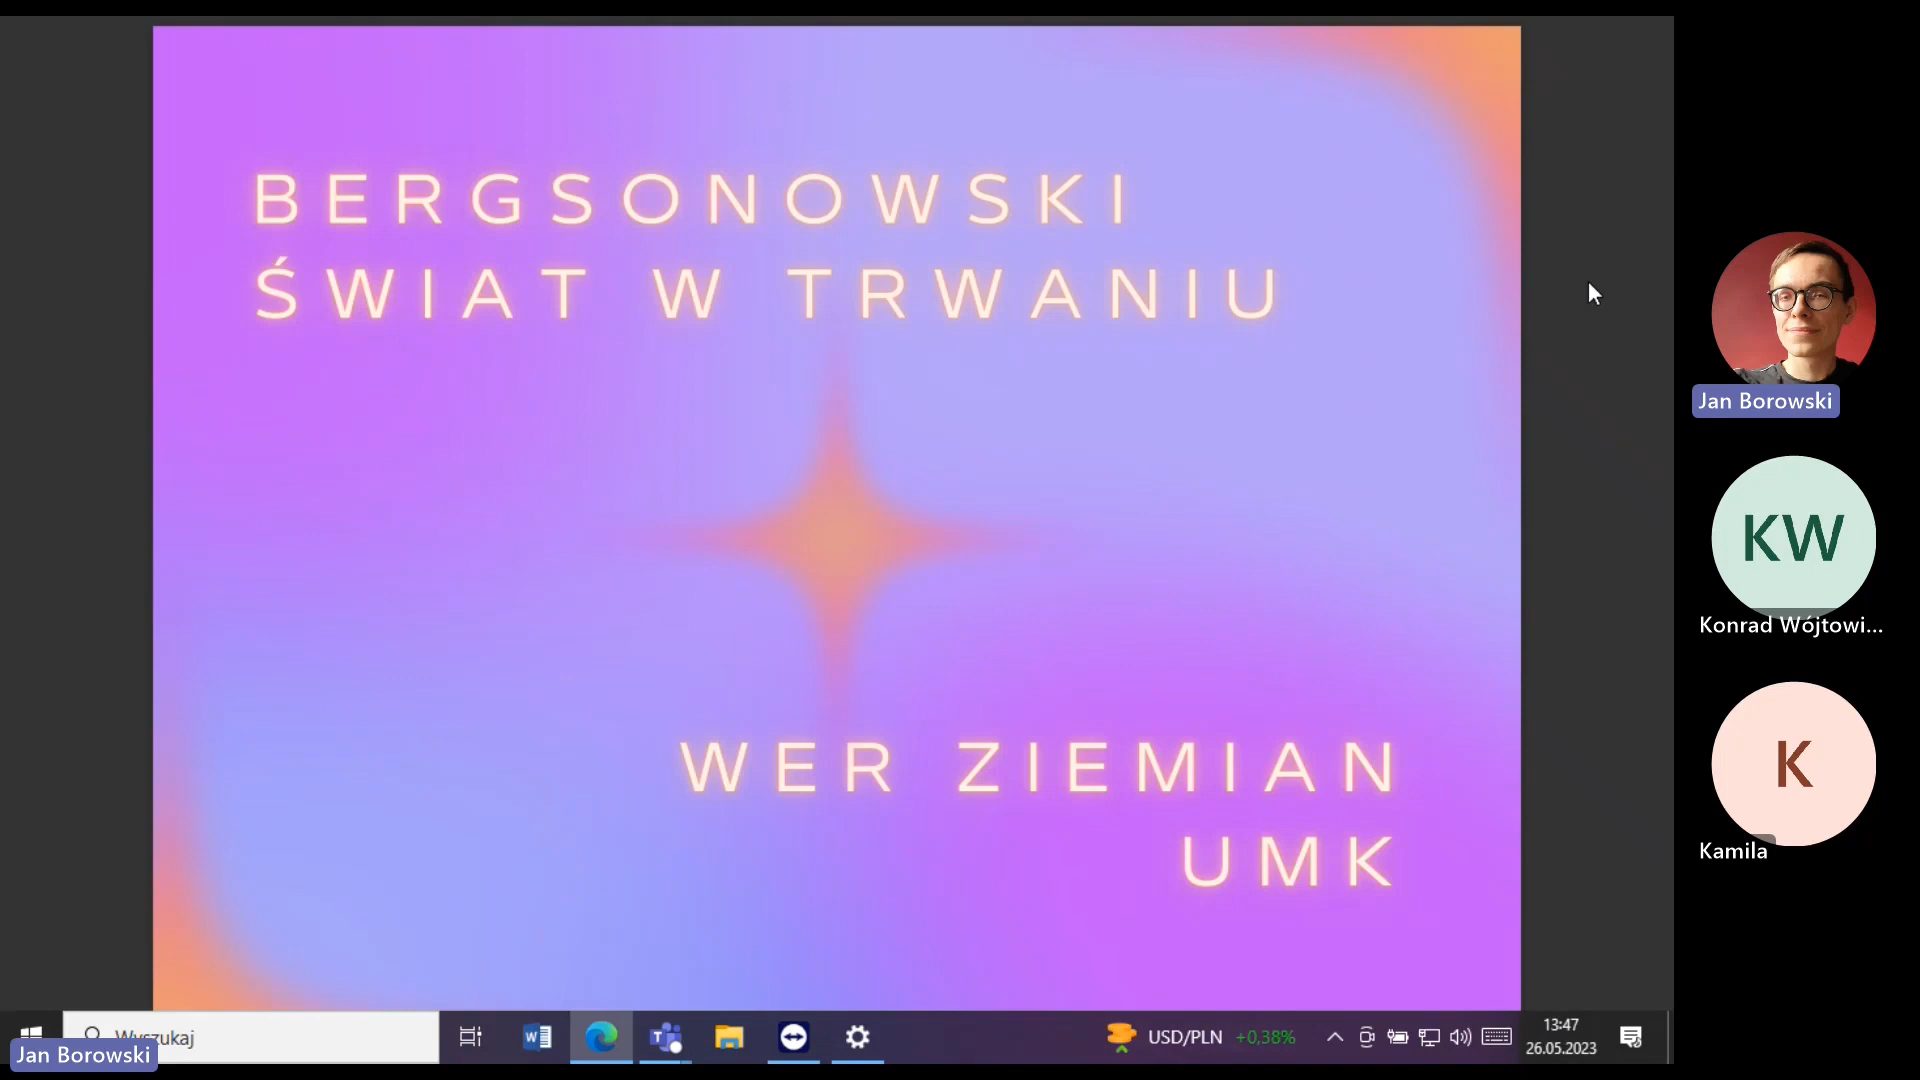 BERGSONOWSKI
ŚWIAT W TRWANIU
WER ZIEMIAN
UMK
Jan Borowski
KW
Konrad Wójtowi...
K
Kamila
Wyszukaj
USD/PLN +0,38%
13:47
26.05.2023
Jan Borowski